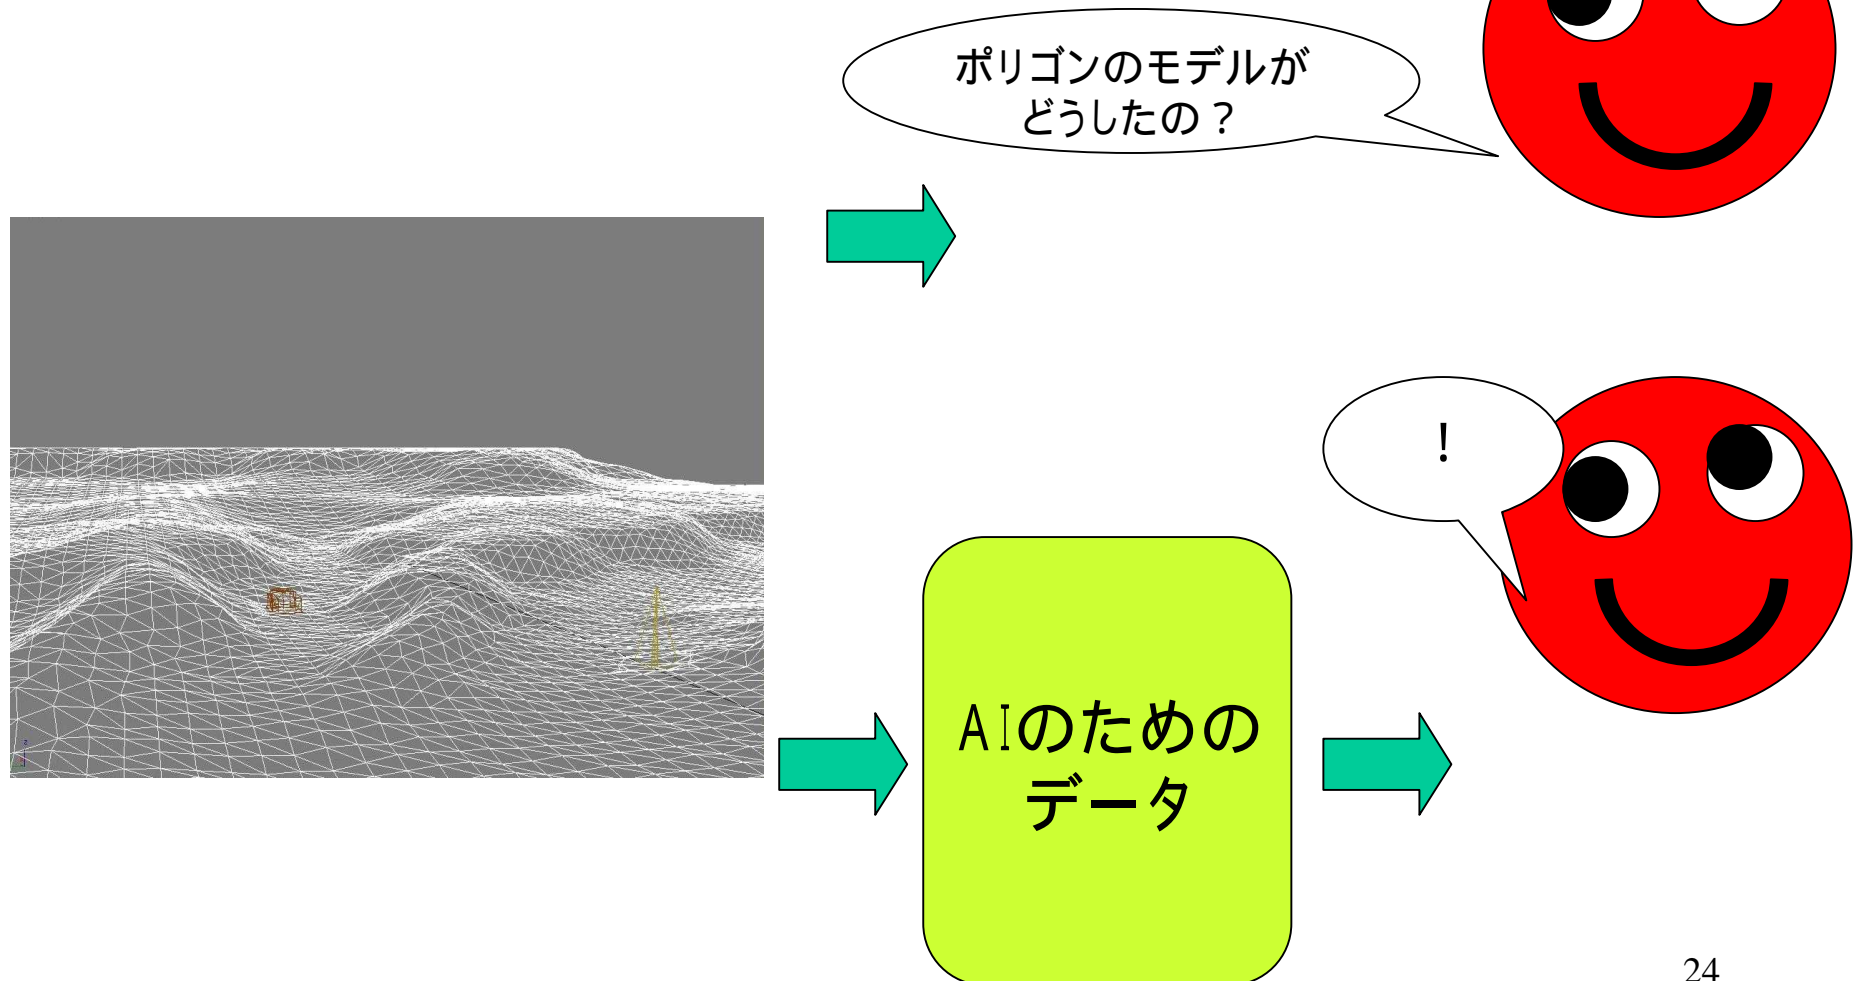 ポリゴンのモデルが
どうしたの？
！
AIのための
データ
24